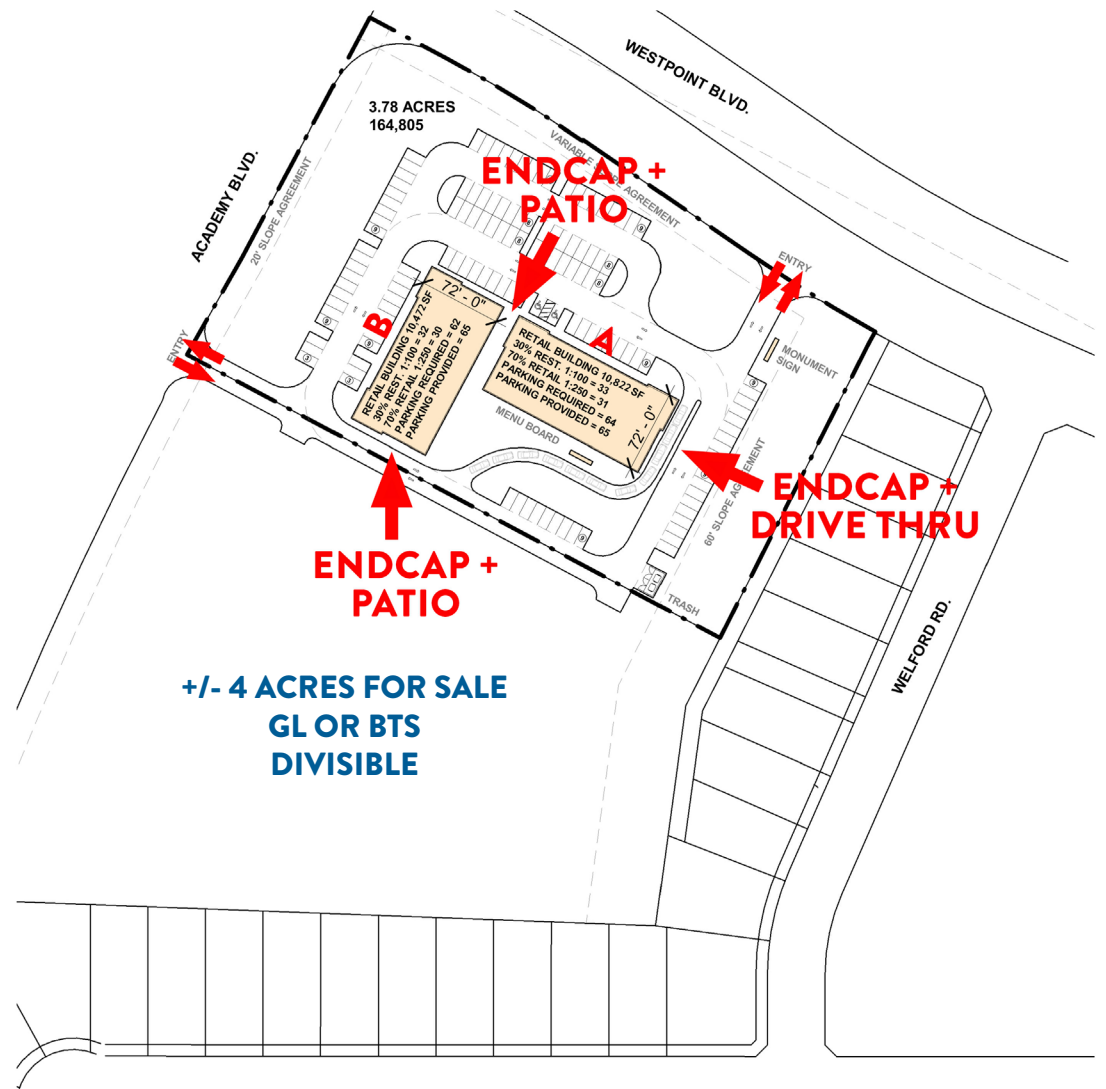 WESTPOINT BLVD.
3.78 ACRES
164,805
ACADEMY BLVD.
20' SLOPE AGREEMENT
VARIABLE SLOPE AGREEMENT
ENDCAP +
PATIO
ENTRY
ENTRY
72' - 0"
B
RETAIL BUILDING 10,472 SF
30% REST. 1:100 = 32
70% RETAIL 1:250 = 30
PARKING REQUIRED = 62
PARKING PROVIDED = 65
A
RETAIL BUILDING 10,822 SF
30% REST. 1:100 = 33
70% RETAIL 1:250 = 31
PARKING REQUIRED = 64
PARKING PROVIDED = 65
72' - 0"
MONUMENT
SIGN
MENU BOARD
60' SLOPE AGREEMENT
ENDCAP +
DRIVE THRU
ENDCAP +
PATIO
TRASH
WELFORD RD.
+/- 4 ACRES FOR SALE
GL OR BTS
DIVISIBLE